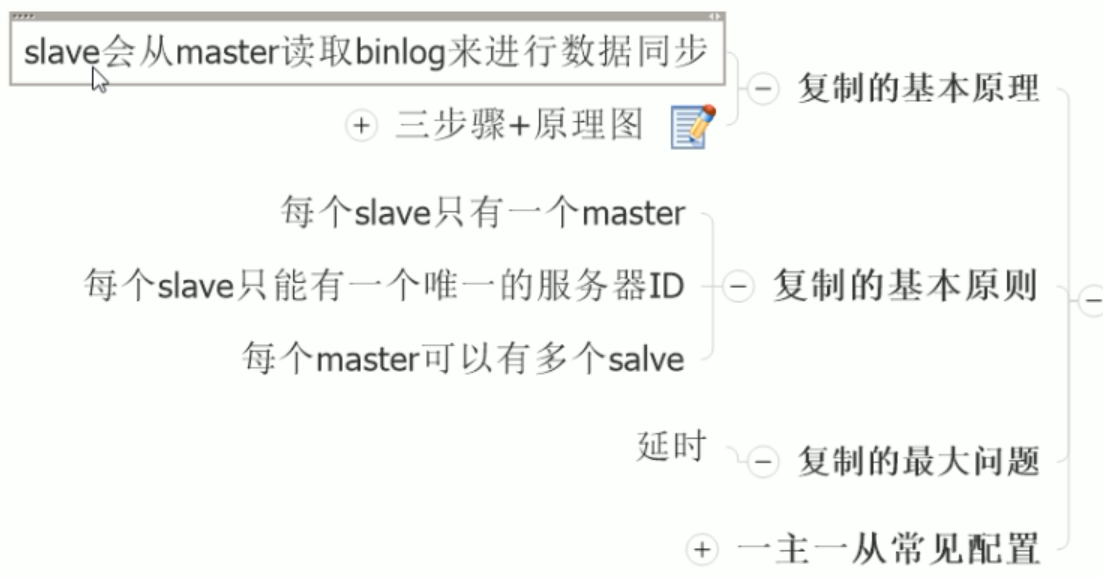 slave会从master读取binlog来进行数据同步
复制的基本原理
三步骤+原理图
每个slave只有一个master
每个slave只能有一个唯一的服务器ID
复制的基本原则
每个master可以有多个salve
延时
复制的最大问题
一主一从常见配置